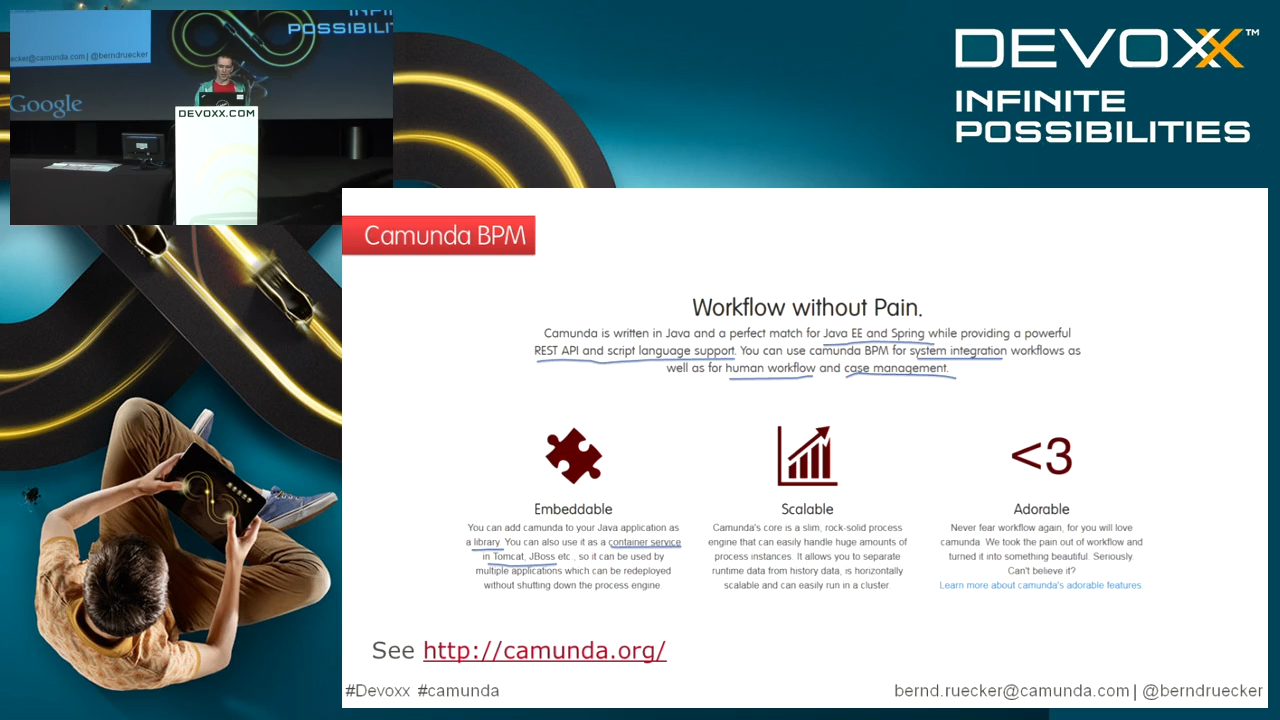 INFINITE
POSSIBILIT
ecker@camunda.com | @berndruecker
Google
DEVOXX.COM
DEVOXX™
INFINITE
POSSIBILITIES
Camunda BPM
Workflow without Pain.
Camunda is written in Java and a perfect match for Java EE and Spring while providing a powerful
REST API and script language support. You can use camunda BPM for system integration workflows as
well as for human workflow and case management.
<3
Embeddable
You can add camunda to your Java application as
a library. You can also use it as a container service
in Tomcat, JBoss etc., so it can be used by
multiple applications which can be redeployed
without shutting down the process engine.
Scalable
Camunda's core is a slim, rock-solid process
engine that can easily handle huge amounts of
process instances. It allows you to separate
runtime data from history data, is horizontally
scalable and can easily run in a cluster.
Adorable
Never fear workflow again, for you will love
camunda. We took the pain out of workflow and
turned it into something beautiful. Seriously.
Can't believe it?
Learn more about camunda's adorable features
See http://camunda.org/
#Devoxx #camunda
bernd.ruecker@camunda.com | @berndruecker